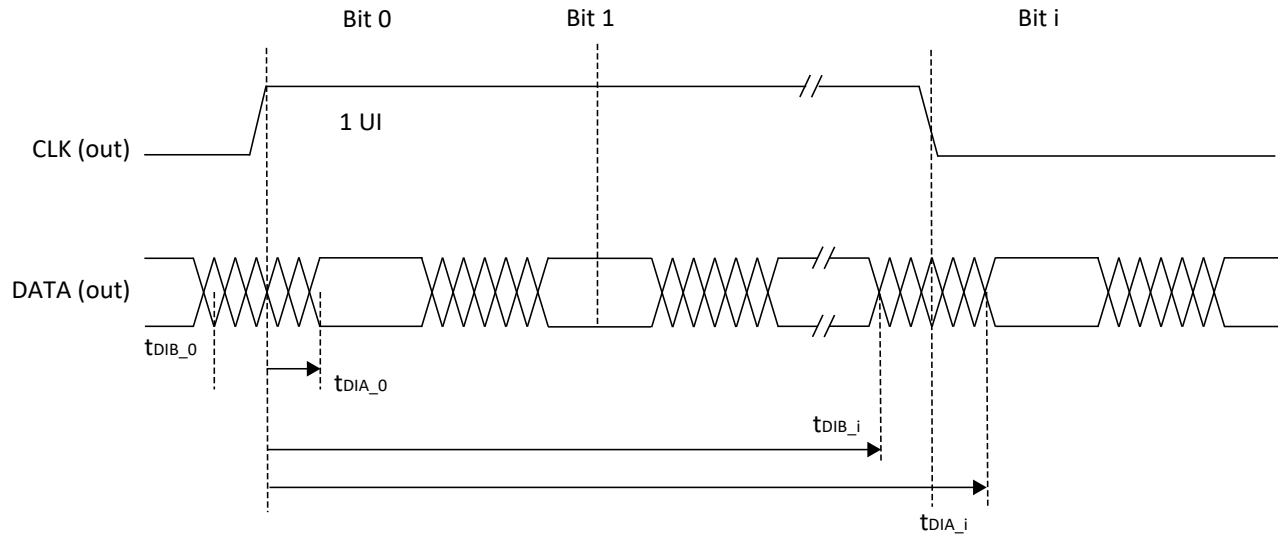 Bit 0 Bit 1 Bit i
1 UI
CLK (out)
DATA (out)
tDIB_0
tDIA_0
tDIB_i
tDIA_i